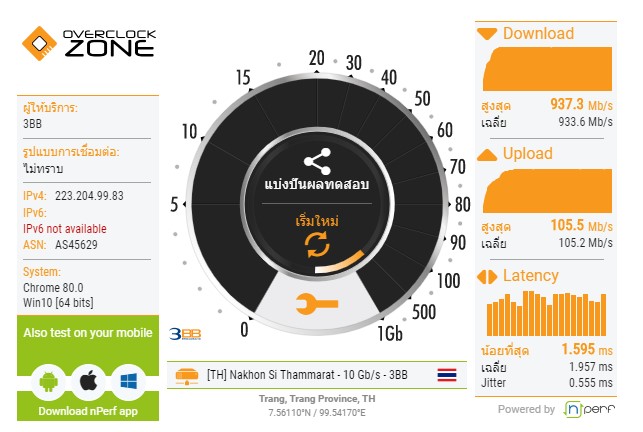 OVERCLOCK
ZONE
ผู้ให้บริการ:
3BB
รูปแบบการเชื่อมต่อ:
ไม่ทราบ
IPv4: 223.204.99.83
IPv6:
IPv6 not available
ASN: AS45629
System:
Chrome 80.0
Win10 [64 bits]
Also test on your mobile
Download nPerf app
0
5
10
15
20
30
40
50
60
70
80
90
100
500
1Gb
แบ่งปันผลทดสอบ
เริ่มใหม่
3BB
[TH] Nakhon Si Thammarat - 10 Gb/s - 3BB
Trang, Trang Province, TH
7.56110°N / 99.54170°E
Download
สูงสุด 937.3 Mb/s
เฉลี่ย 933.6 Mb/s
Upload
สูงสุด 105.5 Mb/s
เฉลี่ย 105.2 Mb/s
Latency
น้อยที่สุด 1.595 ms
เฉลี่ย 1.957 ms
Jitter 0.555 ms
Powered by nPerf